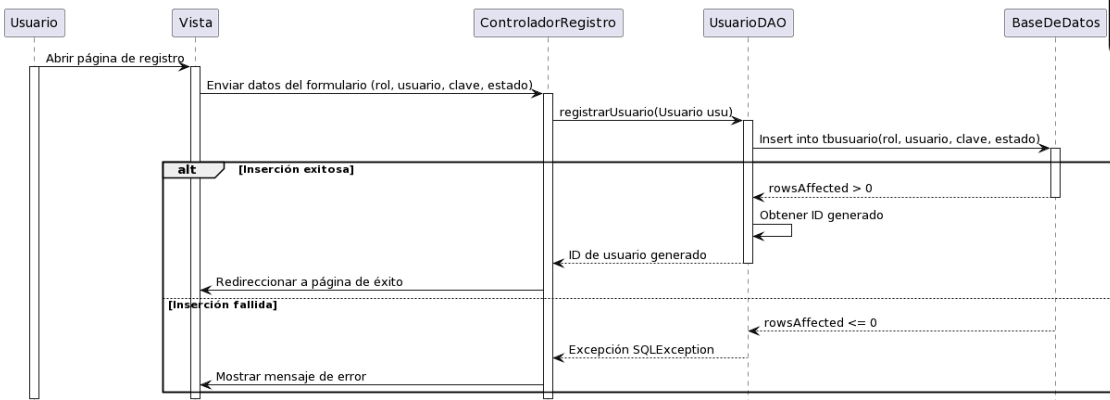 Usuario
Vista
ControladorRegistro
UsuarioDAO
BaseDeDatos
Abrir página de registro
Enviar datos del formulario (rol, usuario, clave, estado)
registrarUsuario(Usuario usu)
Insert into tbusuario(rol, usuario, clave, estado)
alt [Inserción exitosa]
rowsAffected > 0
Obtener ID generado
ID de usuario generado
Redireccionar a página de éxito
[Inserción fallida]
rowsAffected <= 0
Excepción SQLException
Mostrar mensaje de error